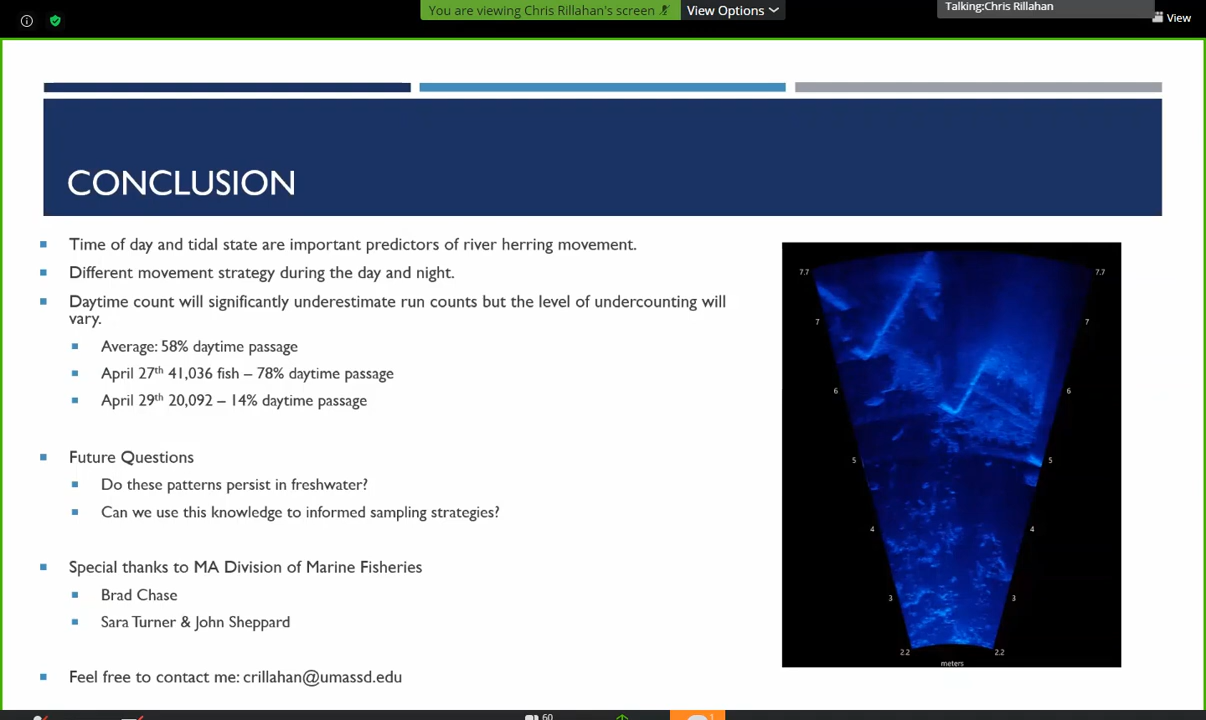 You are viewing Chris Rillahan's screen
View Options
Talking:Chris Rillahan
View
CONCLUSION
Time of day and tidal state are important predictors of river herring movement.
Different movement strategy during the day and night.
Daytime count will significantly underestimate run counts but the level of undercounting will
vary.
Average: 58% daytime passage
April 27th 41,036 fish – 78% daytime passage
April 29th 20,092 – 14% daytime passage
Future Questions
Do these patterns persist in freshwater?
Can we use this knowledge to informed sampling strategies?
Special thanks to MA Division of Marine Fisheries
Brad Chase
Sara Turner & John Sheppard
Feel free to contact me: crillahan@umassd.edu
7.7 7.7
7 7
6 6
5 5
4 4
3 3
2.2 2.2
meters
60
1